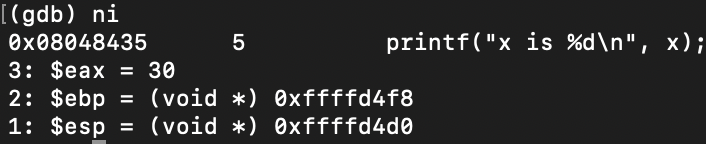 (gdb) ni
0x08048435      5           printf("x is %d\n", x);
3: $eax = 30
2: $ebp = (void *) 0xffffd4f8
1: $esp = (void *) 0xffffd4d0